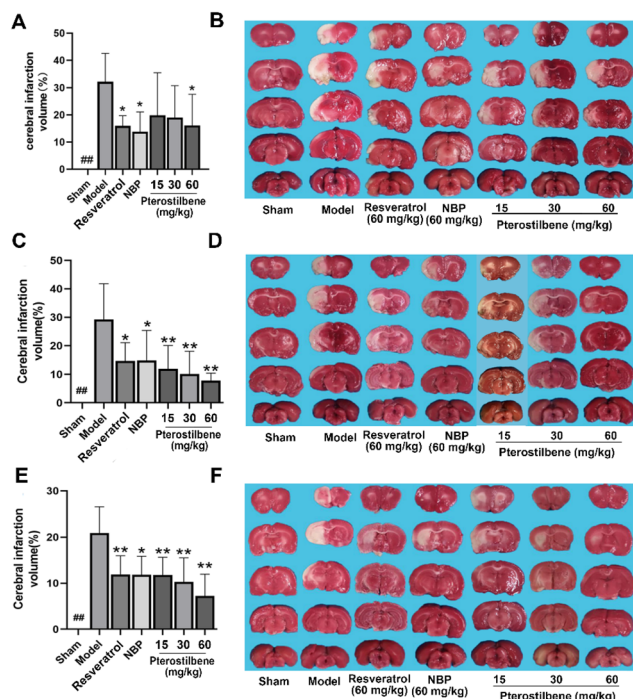 A
cerebral infarction
volume(%)
50
40
30
20
10
0
##
*
*
*
Sham
Model
Resveratrol
NBP
15
30
60
Pterostilbene
(mg/kg)
B
Sham
Model
Resveratrol
(60 mg/kg)
NBP
(60 mg/kg)
15
30
60
Pterostilbene (mg/kg)
C
Cerebral infarction
volume(%)
50
40
30
20
10
0
##
*
*
**
**
**
Sham
Model
Resveratrol
NBP
15
30
60
Pterostilbene
(mg/kg)
D
Sham
Model
Resveratrol
(60 mg/kg)
NBP
(60 mg/kg)
15
30
60
Pterostilbene (mg/kg)
E
Cerebral infarction
volume(%)
30
20
10
0
##
**
*
**
**
**
Sham
Model
Resveratrol
NBP
15
30
60
Pterostilbene
(mg/kg)
F
Sham
Model
Resveratrol
(60 mg/kg)
NBP
(60 mg/kg)
15
30
60
Pterostilbene (mg/kg)